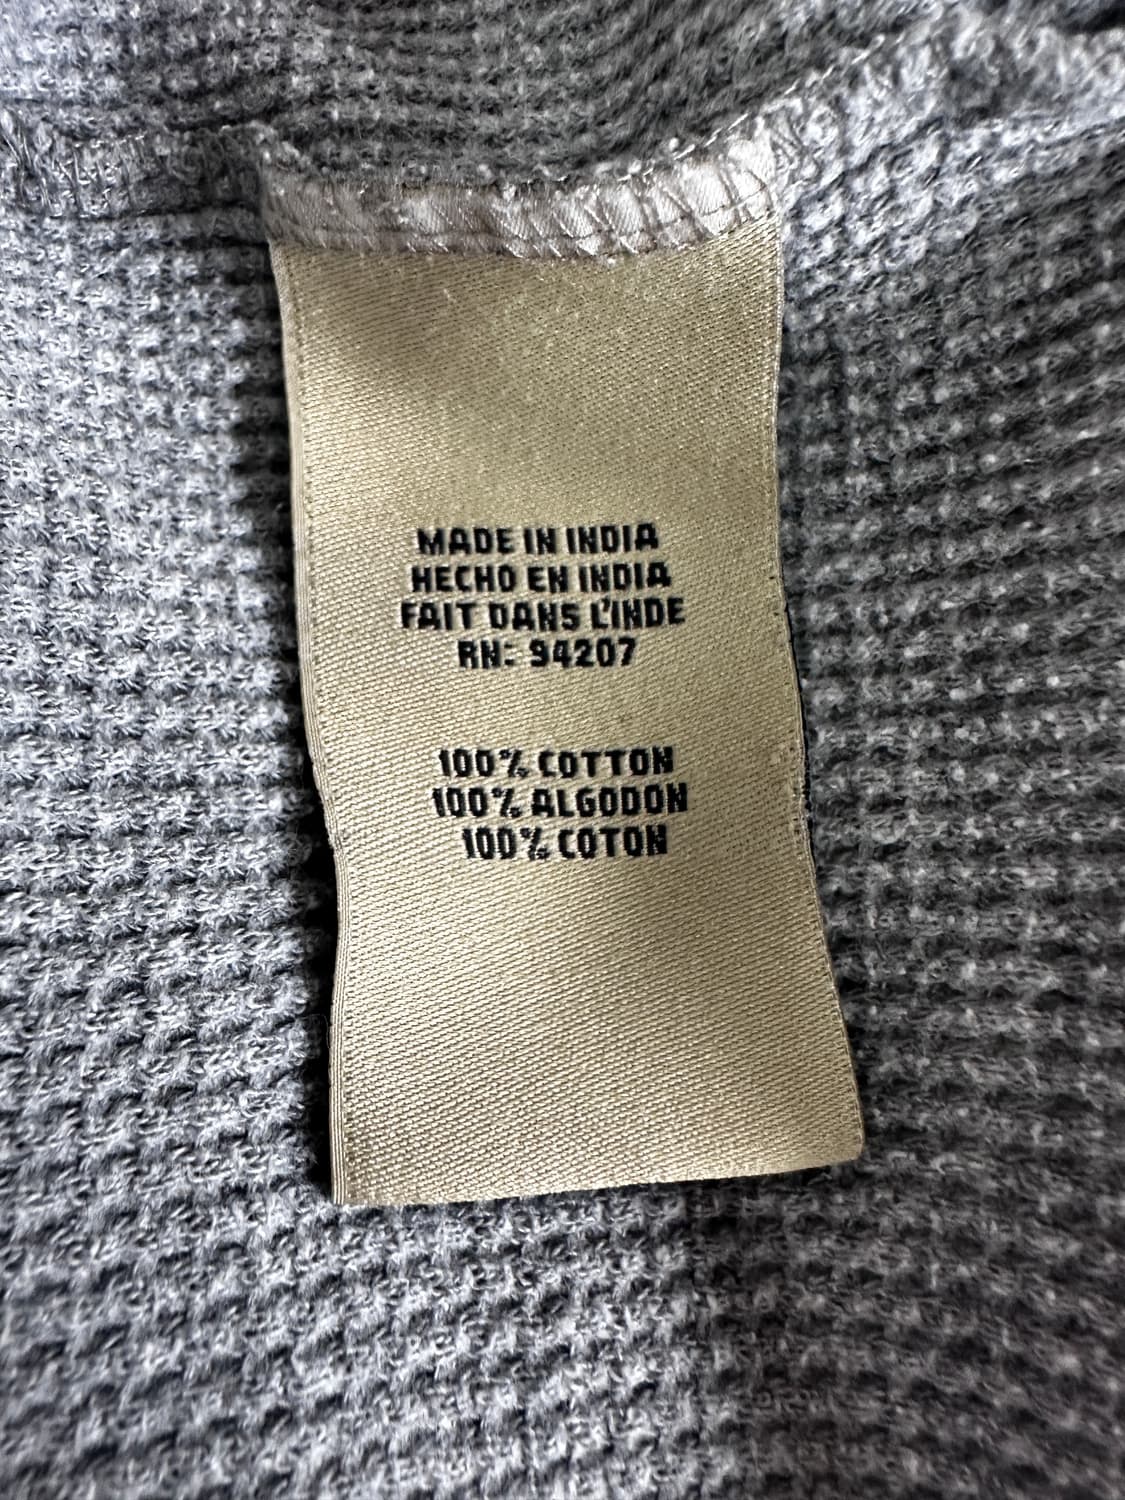 MADE IN INDIA
HECHO EN INDIA
FAIT DANS L'INDE
RN: 94207
100% COTTON
100% ALGODON
100% COTON